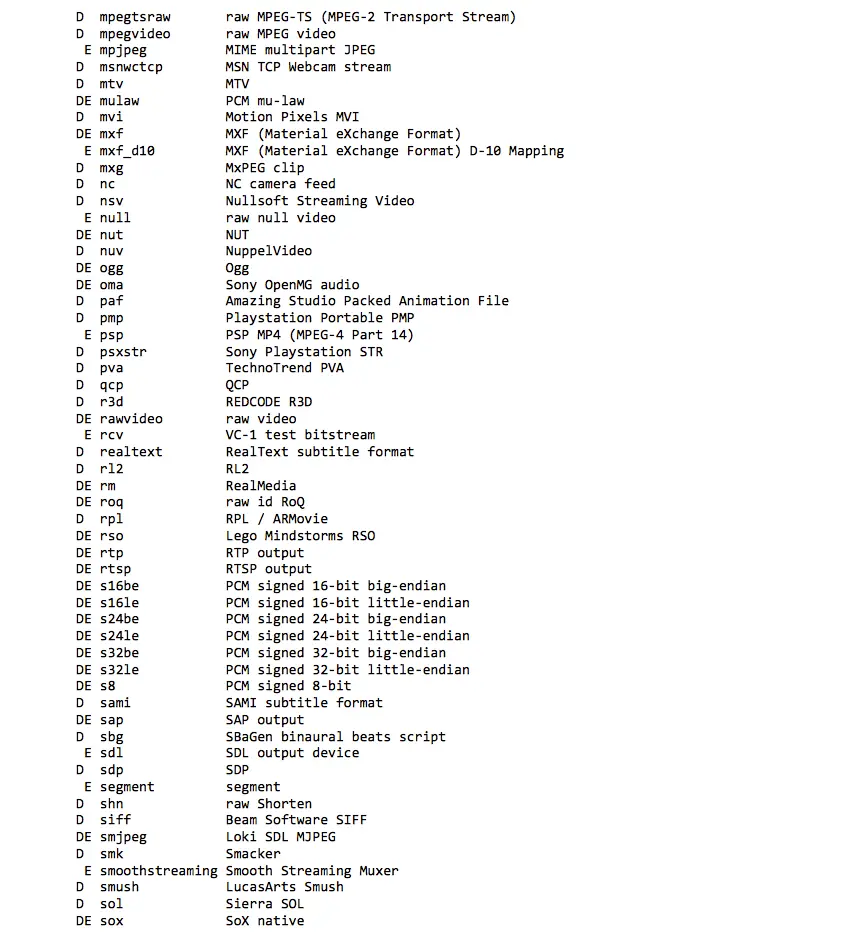 D  mpegtsraw       raw MPEG-TS (MPEG-2 Transport Stream)
D  mpegvideo       raw MPEG video
 E mpjpeg          MIME multipart JPEG
D  msnwctcp        MSN TCP Webcam stream
D  mtv             MTV
DE mulaw           PCM mu-law
D  mvi             Motion Pixels MVI
DE mxf             MXF (Material eXchange Format)
 E mxf_d10         MXF (Material eXchange Format) D-10 Mapping
D  mxg             MxPEG clip
D  nc              NC camera feed
D  nsv             Nullsoft Streaming Video
 E null            raw null video
DE nut             NUT
D  nuv             NuppelVideo
DE ogg             Ogg
DE oma             Sony OpenMG audio
D  paf             Amazing Studio Packed Animation File
D  pmp             Playstation Portable PMP
 E psp             PSP MP4 (MPEG-4 Part 14)
D  psxstr          Sony Playstation STR
D  pva             TechnoTrend PVA
D  qcp             QCP
D  r3d             REDCODE R3D
DE rawvideo        raw video
 E rcv             VC-1 test bitstream
D  realtext        RealText subtitle format
D  rl2             RL2
DE rm              RealMedia
DE roq             raw id RoQ
D  rpl             RPL / ARMovie
DE rso             Lego Mindstorms RSO
DE rtp             RTP output
DE rtsp            RTSP output
DE s16be           PCM signed 16-bit big-endian
DE s16le           PCM signed 16-bit little-endian
DE s24be           PCM signed 24-bit big-endian
DE s24le           PCM signed 24-bit little-endian
DE s32be           PCM signed 32-bit big-endian
DE s32le           PCM signed 32-bit little-endian
DE s8              PCM signed 8-bit
D  sami            SAMI subtitle format
DE sap             SAP output
D  sbg             SBaGen binaural beats script
 E sdl             SDL output device
D  sdp             SDP
 E segment         segment
D  shn             raw Shorten
D  siff            Beam Software SIFF
DE smjpeg          Loki SDL MJPEG
D  smk             Smacker
 E smoothstreaming Smooth Streaming Muxer
D  smush           LucasArts Smush
D  sol             Sierra SOL
DE sox             SoX native